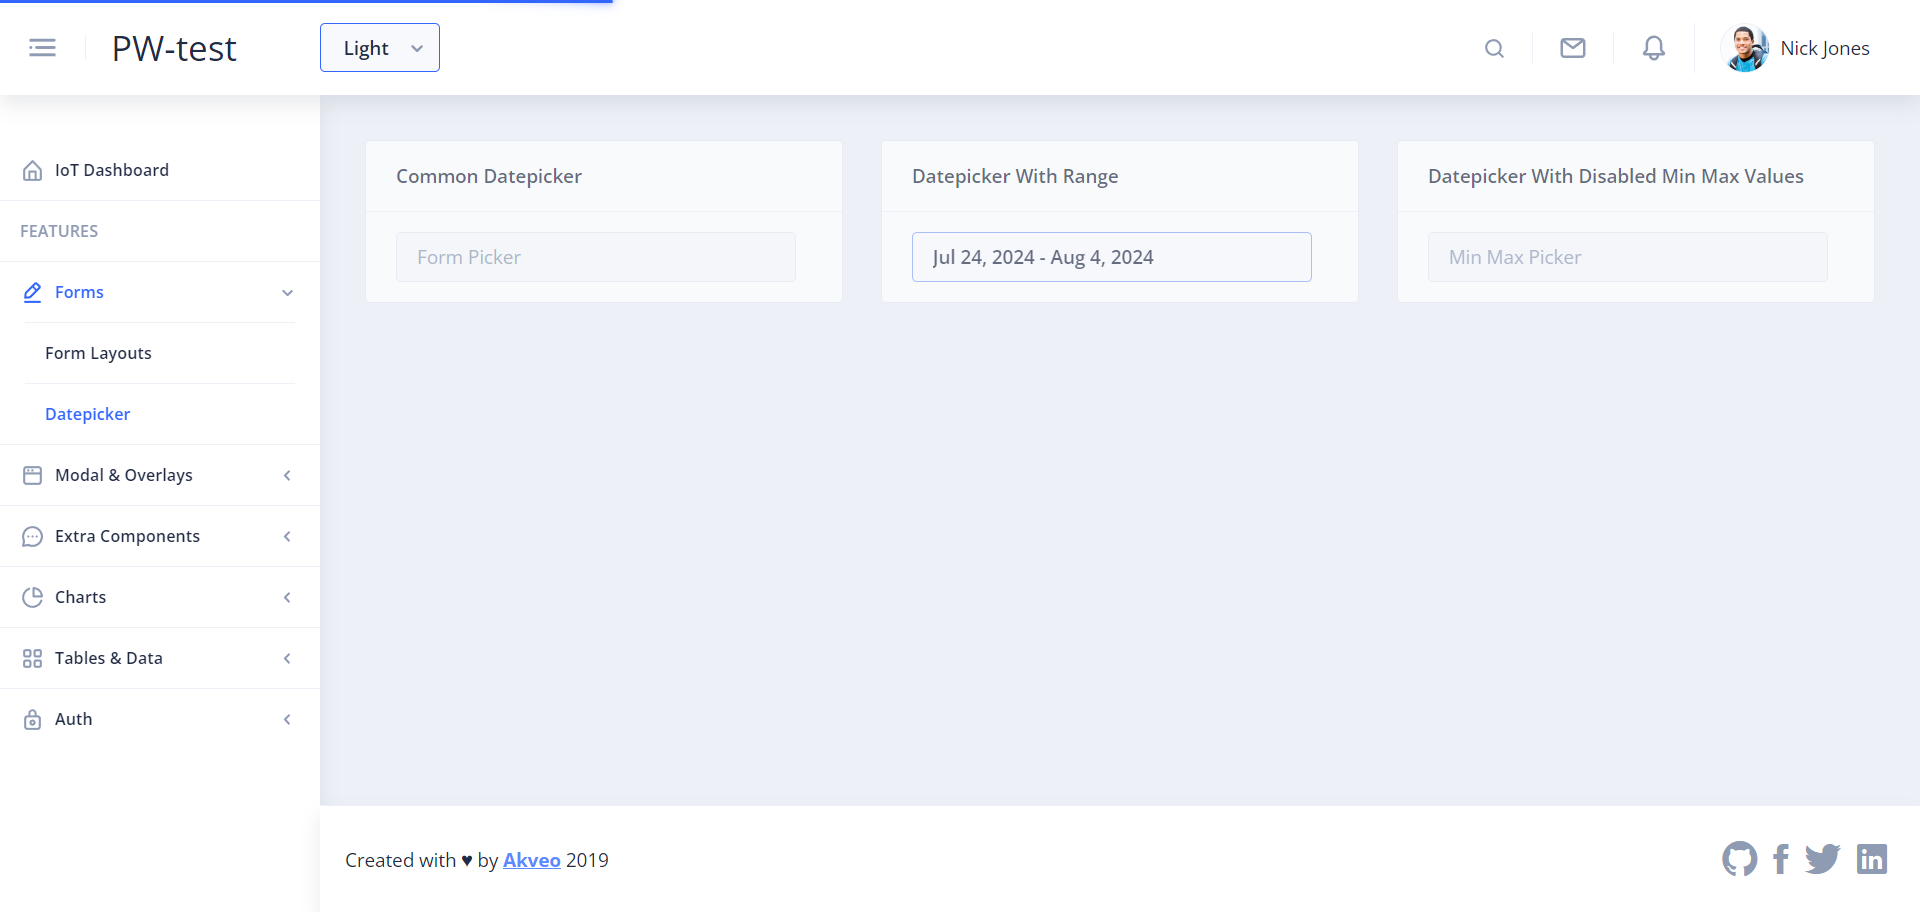 PW-test
Light
Nick Jones
IoT Dashboard
FEATURES
Forms
Form Layouts
Datepicker
Modal & Overlays
Extra Components
Charts
Tables & Data
Auth
Common Datepicker
Form Picker
Datepicker With Range
Jul 24, 2024 - Aug 4, 2024
Datepicker With Disabled Min Max Values
Min Max Picker
Created with ♥ by Akveo 2019